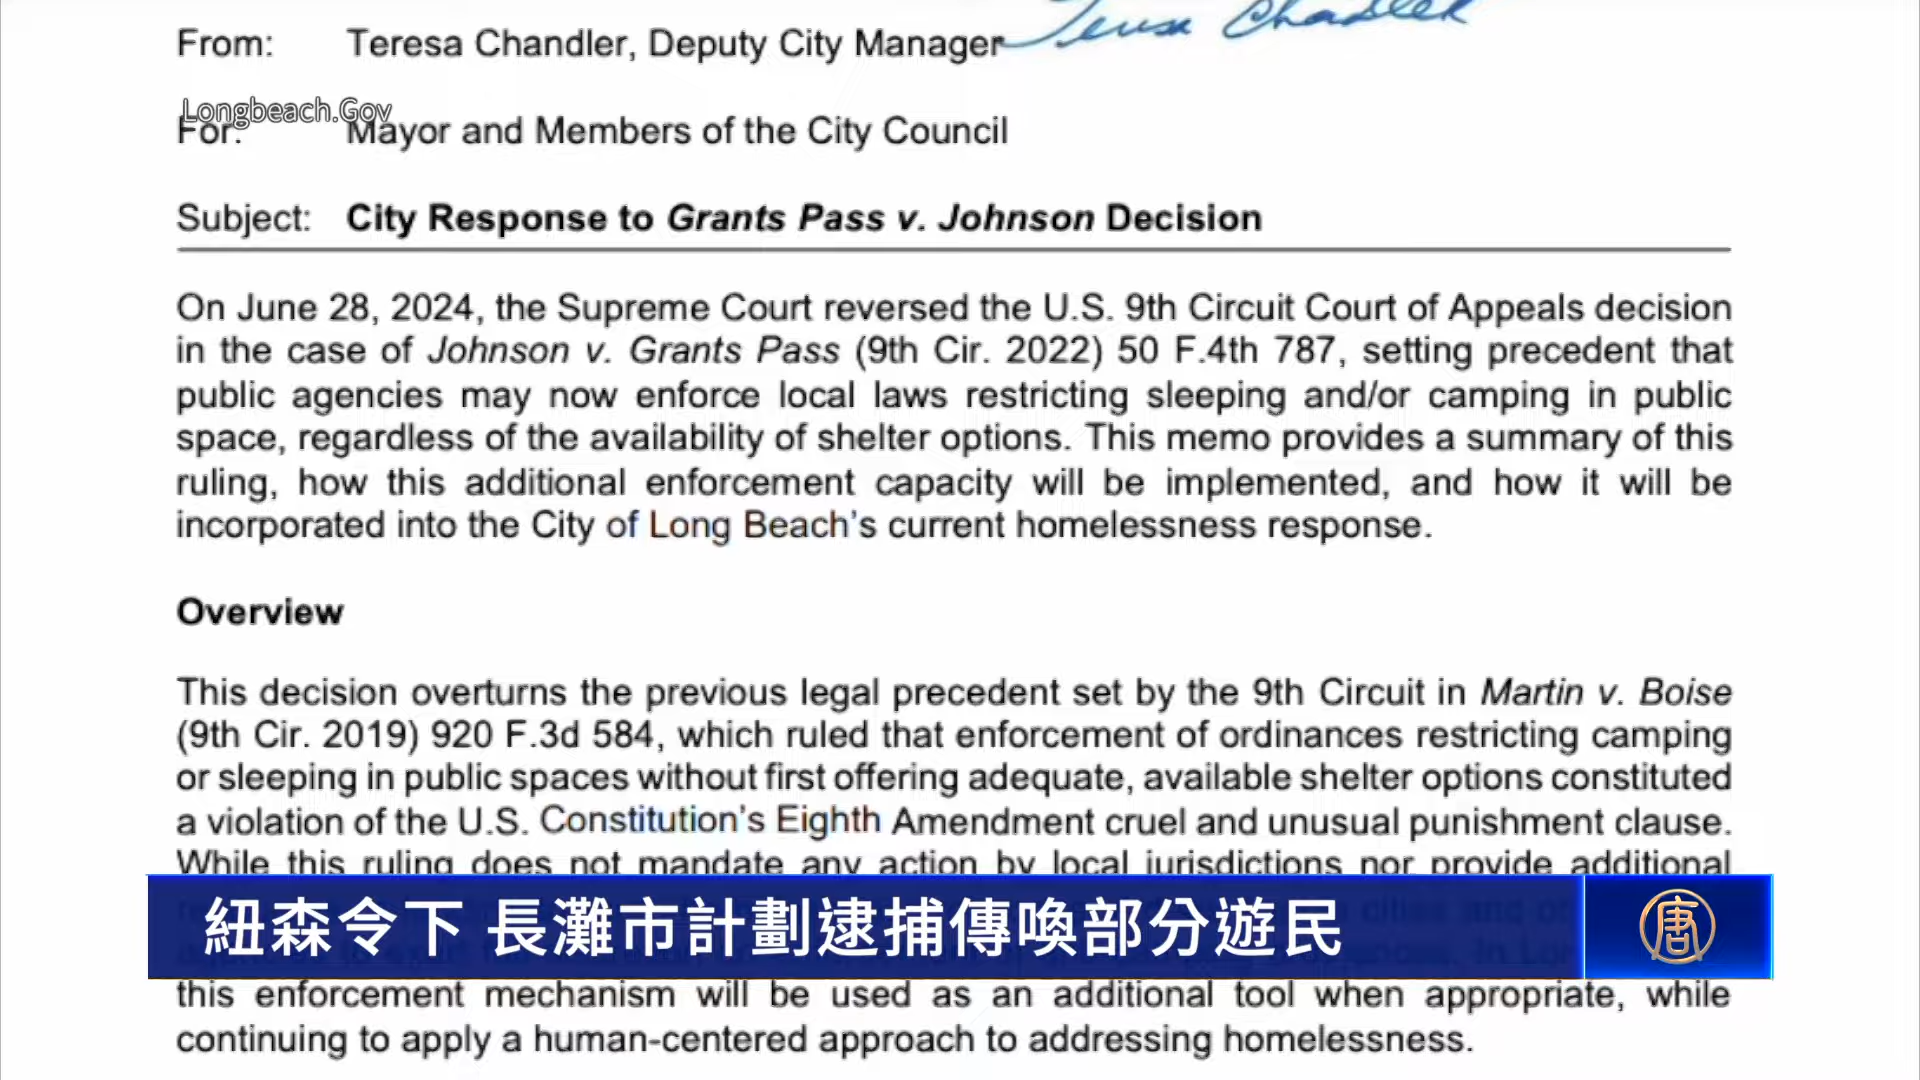 Teresa Chandler
From: Teresa Chandler, Deputy City Manager
Longbeach.Gov
For: Mayor and Members of the City Council
Subject: City Response to Grants Pass v. Johnson Decision
On June 28, 2024, the Supreme Court reversed the U.S. 9th Circuit Court of Appeals decision
in the case of Johnson v. Grants Pass (9th Cir. 2022) 50 F.4th 787, setting precedent that
public agencies may now enforce local laws restricting sleeping and/or camping in public
space, regardless of the availability of shelter options. This memo provides a summary of this
ruling, how this additional enforcement capacity will be implemented, and how it will be
incorporated into the City of Long Beach's current homelessness response.
Overview
This decision overturns the previous legal precedent set by the 9th Circuit in Martin v. Boise
(9th Cir. 2019) 920 F.3d 584, which ruled that enforcement of ordinances restricting camping
or sleeping in public spaces without first offering adequate, available shelter options constituted
a violation of the U.S. Constitution's Eighth Amendment cruel and unusual punishment clause.
While this ruling does not mandate any action by local jurisdictions nor provide additional
紐森令下 長灘市計劃逮捕傳喚部分遊民
唐
this enforcement mechanism will be used as an additional tool when appropriate, while
continuing to apply a human-centered approach to addressing homelessness.